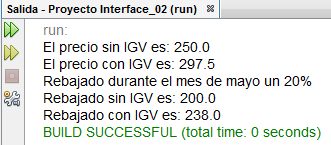 Salida - Proyecto Interface_02 (run)
run:
El precio sin IGV es: 250.0
El precio con IGV es: 297.5
Rebajado durante el mes de mayo un 20%
Rebajado sin IGV es: 200.0
Rebajado con IGV es: 238.0
BUILD SUCCESSFUL (total time: 0 seconds)